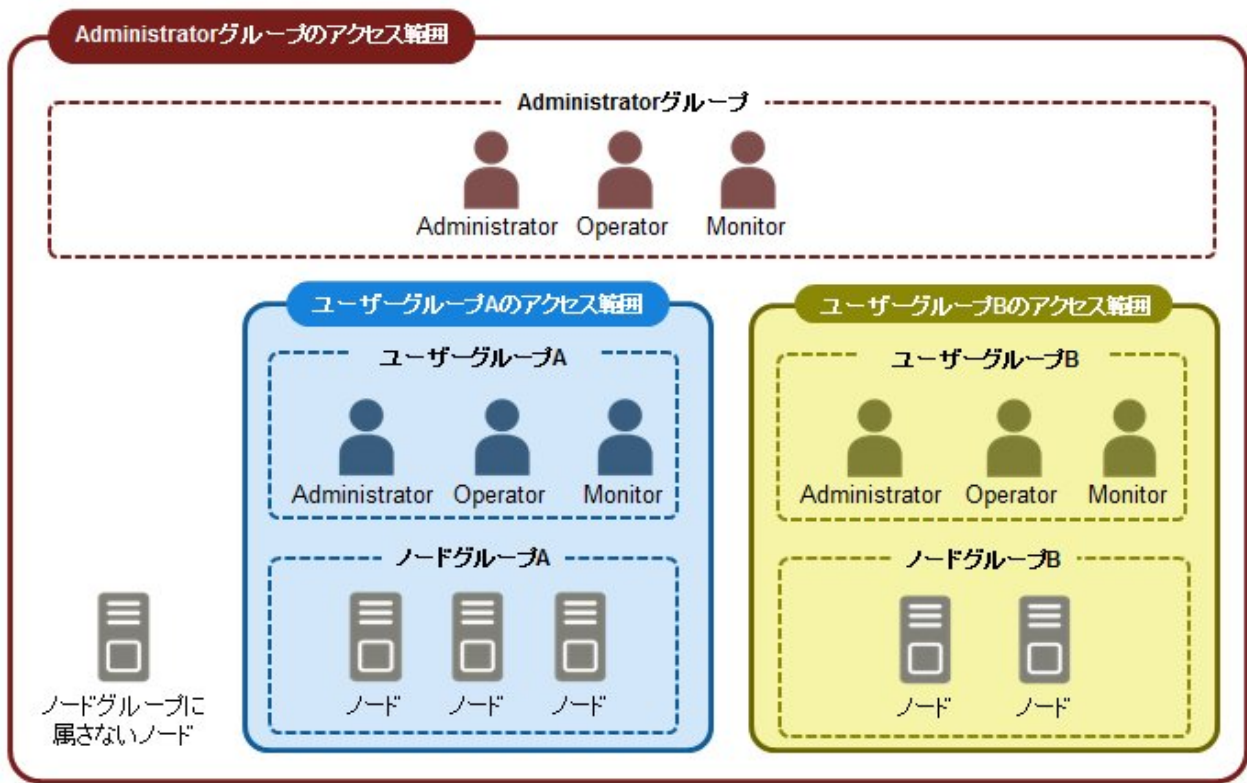 Administratorグループのアクセス範囲
Administratorグループ
Administrator Operator Monitor
ユーザーグループAのアクセス範囲
ユーザーグループA
Administrator Operator Monitor
ノードグループA
ノード ノード ノード
ユーザーグループBのアクセス範囲
ユーザーグループB
Administrator Operator Monitor
ノードグループB
ノード ノード
ノードグループに
属さないノード